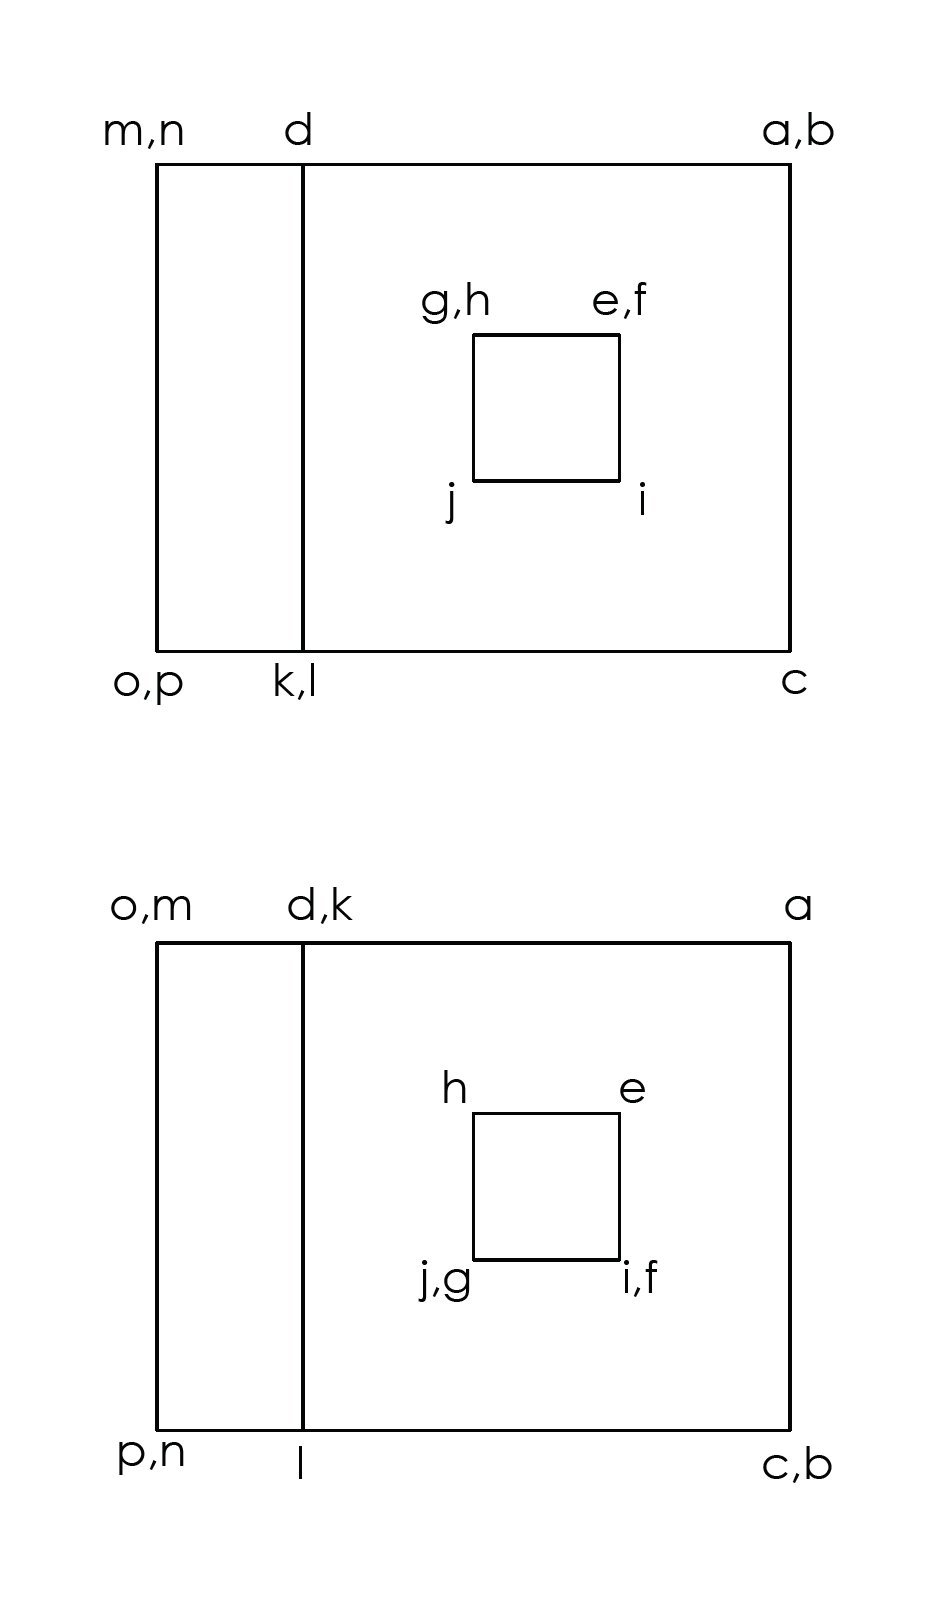 m,n d a,b
g,h e,f
j i
o,p k,l c
o,m d,k a
h e
j,g i,f
p,n l c,b